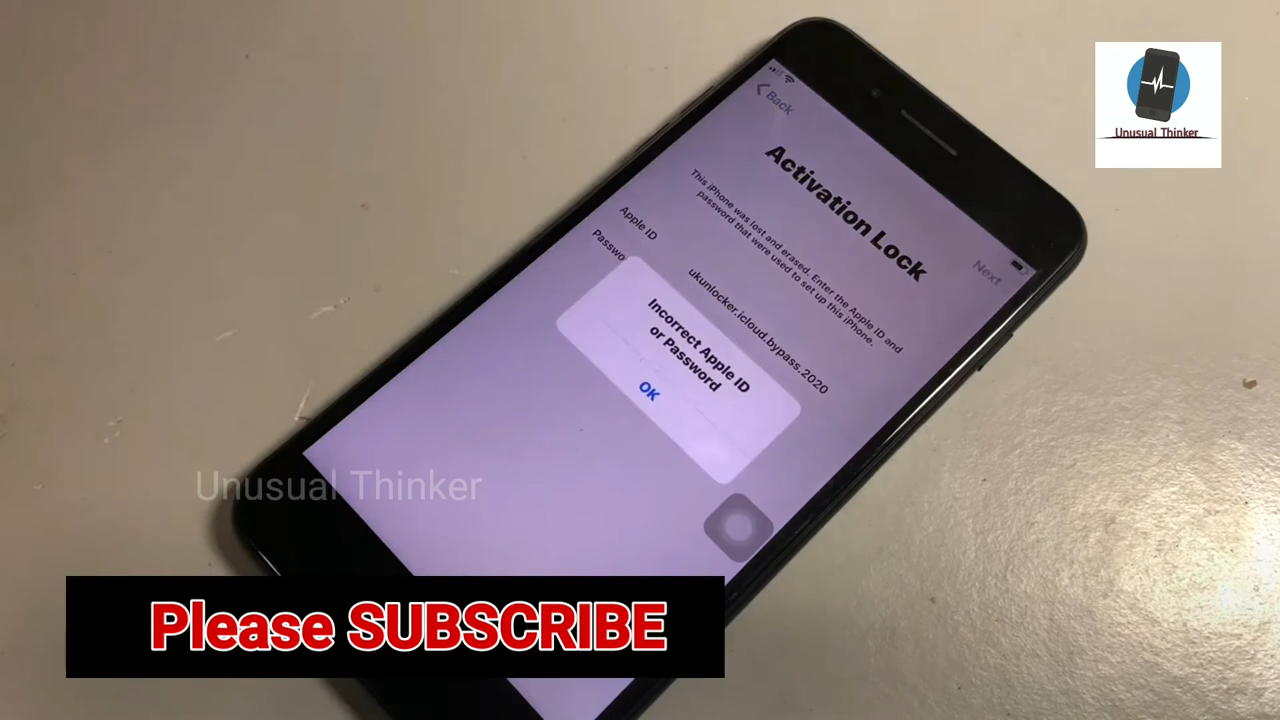 Unusual Thinker
Back
Next
Activation Lock
This iPhone was lost and erased. Enter the Apple ID and
password that were used to set up this iPhone.
Apple ID
ukunlocker.icloud.bypass.2020
Passwo
Incorrect Apple ID
or Password
OK
Unusual Thinker
Please SUBSCRIBE